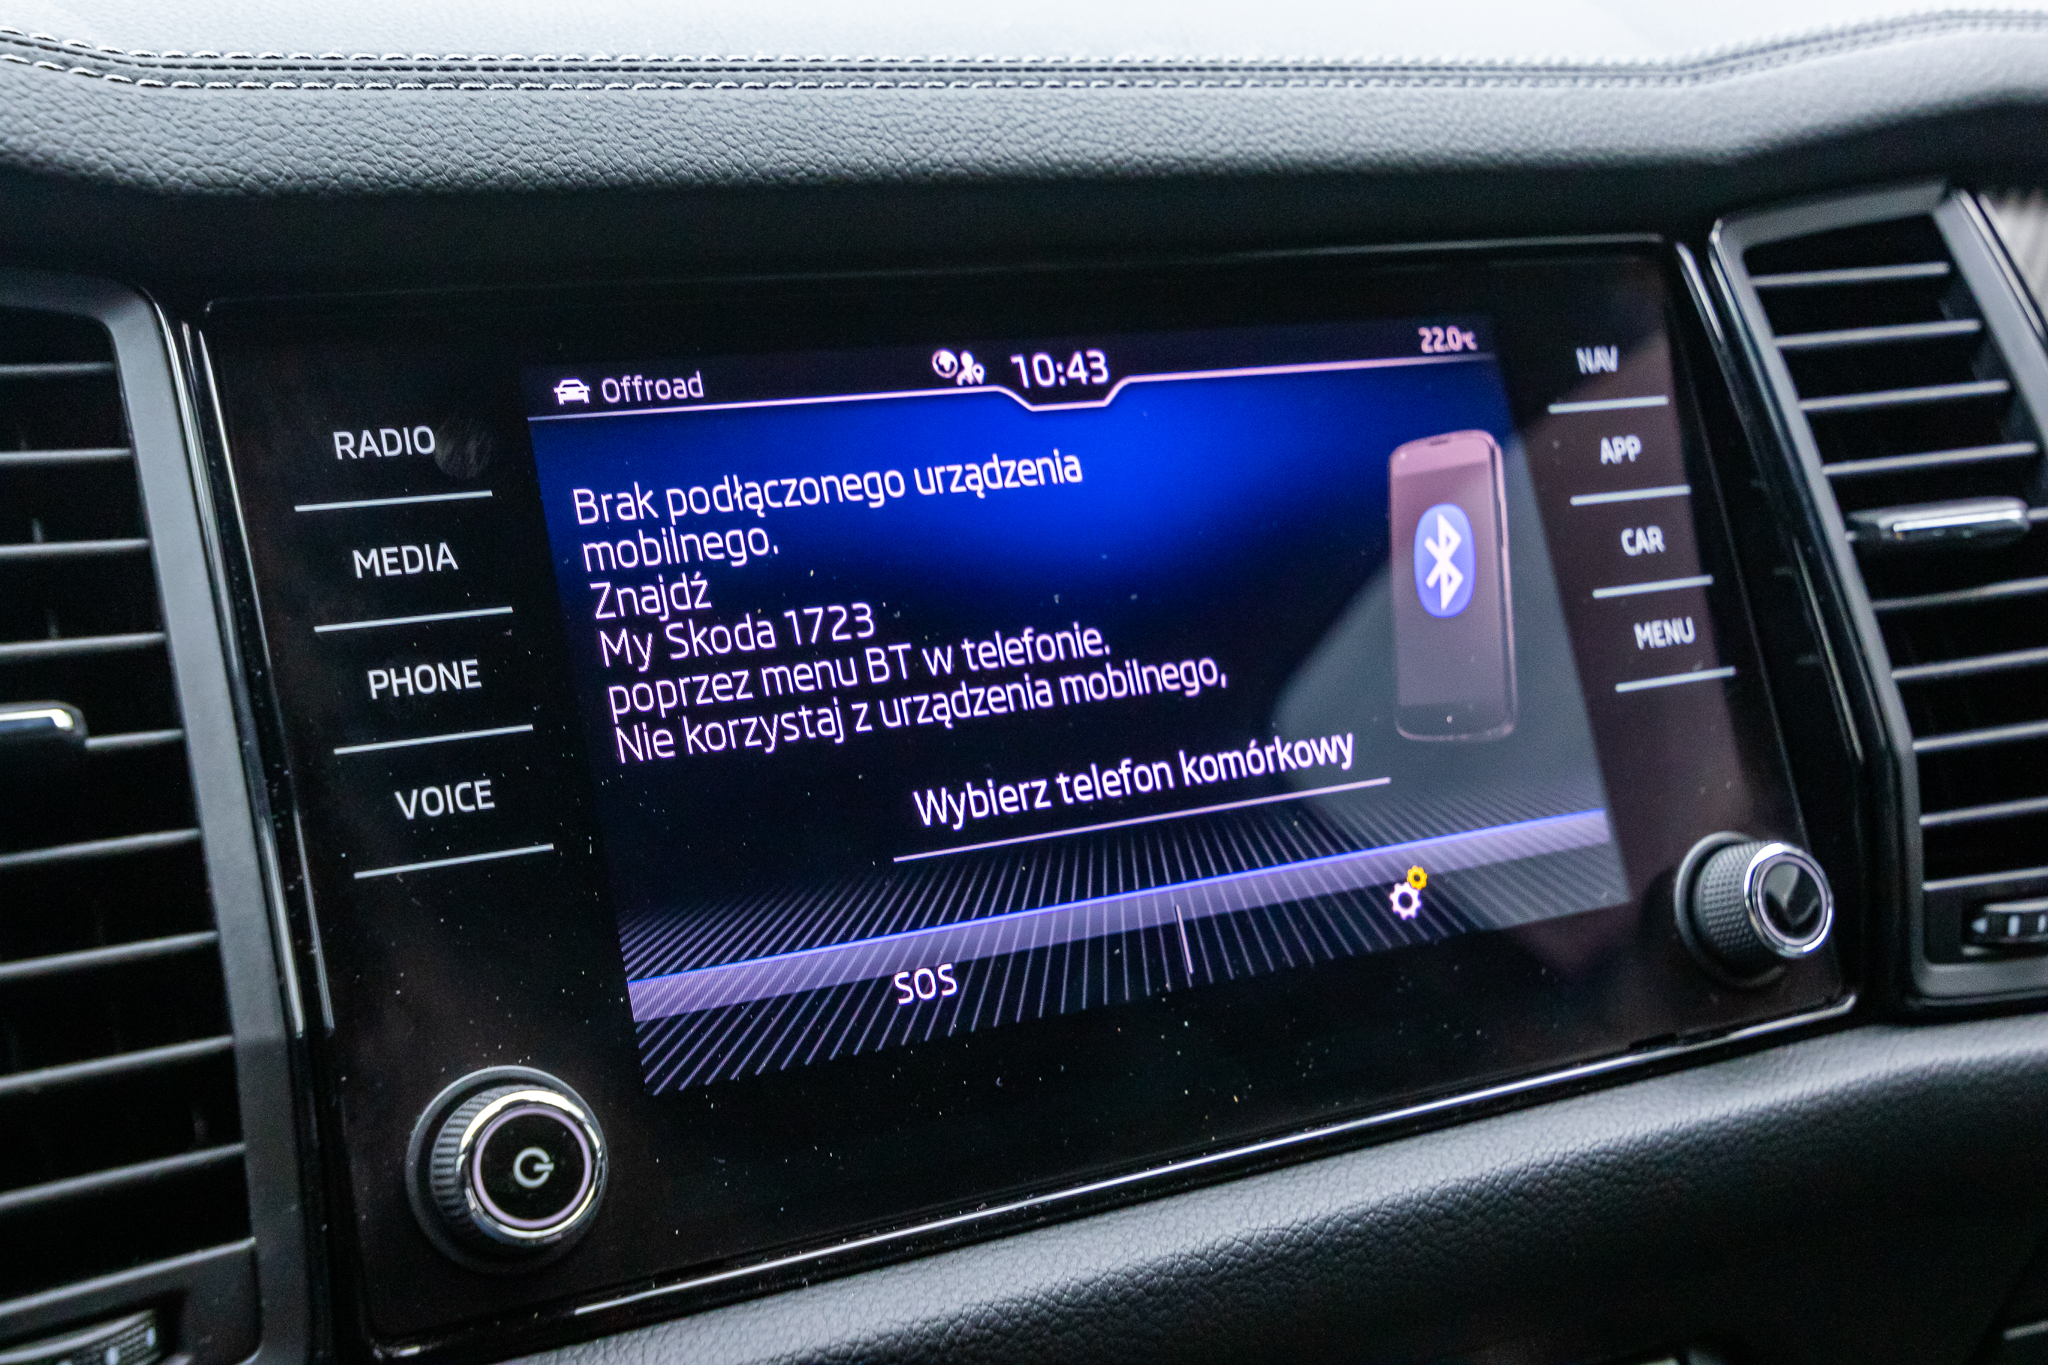 Offroad
10:43
22.0°C
RADIO
MEDIA
PHONE
VOICE
Brak podłączonego urządzenia
mobilnego.
Znajdź
My Skoda 1723
poprzez menu BT w telefonie.
Nie korzystaj z urządzenia mobilnego,
Wybierz telefon komórkowy
SOS
NAV
APP
CAR
MENU